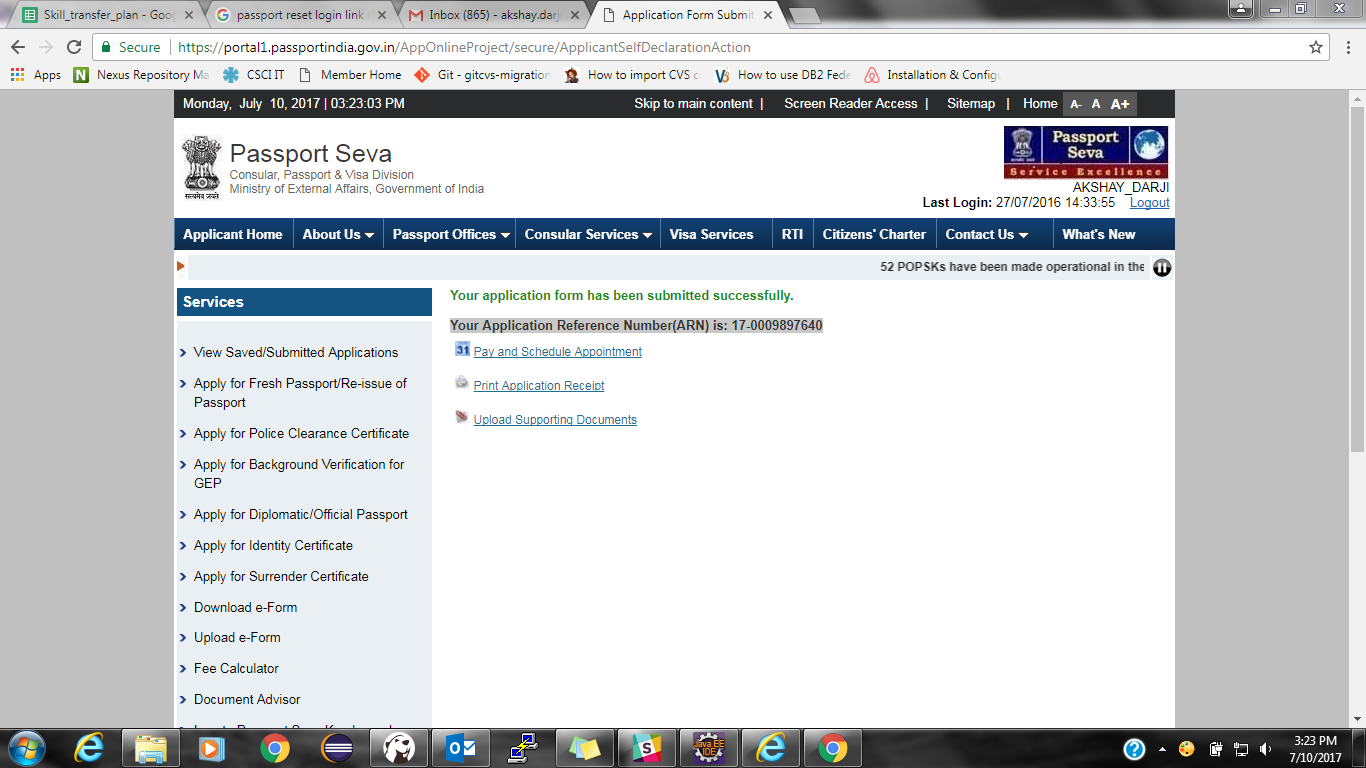 Skill_transfer_plan - Goo
passport reset login link
Inbox (865) - akshay.darj
Application Form Submit
Secure
https://portal1.passportindia.gov.in/AppOnlineProject/secure/ApplicantSelfDeclarationAction
Apps
Nexus Repository Ma
CSCI IT
Member Home
Git - gitcvs-migration
How to import CVS c
How to use DB2 Fede
Installation & Configu
Monday, July 10, 2017 | 03:23:03 PM
Skip to main content |
Screen Reader Access |
Sitemap |
Home
A- A A+
Passport Seva
Consular, Passport & Visa Division
Ministry of External Affairs, Government of India
सत्यमेव जयते
Passport
Seva
Service Excellence
AKSHAY_DARJI
Last Login: 27/07/2016 14:33:55 Logout
Applicant Home
About Us
Passport Offices
Consular Services
Visa Services
RTI
Citizens' Charter
Contact Us
What's New
52 POPSKs have been made operational in the
Services
View Saved/Submitted Applications
Apply for Fresh Passport/Re-issue of
Passport
Apply for Police Clearance Certificate
Apply for Background Verification for
GEP
Apply for Diplomatic/Official Passport
Apply for Identity Certificate
Apply for Surrender Certificate
Download e-Form
Upload e-Form
Fee Calculator
Document Advisor
Your application form has been submitted successfully.
Your Application Reference Number(ARN) is: 17-0009897640
31 Pay and Schedule Appointment
Print Application Receipt
Upload Supporting Documents
Java EE
IDE
3:23 PM
7/10/2017